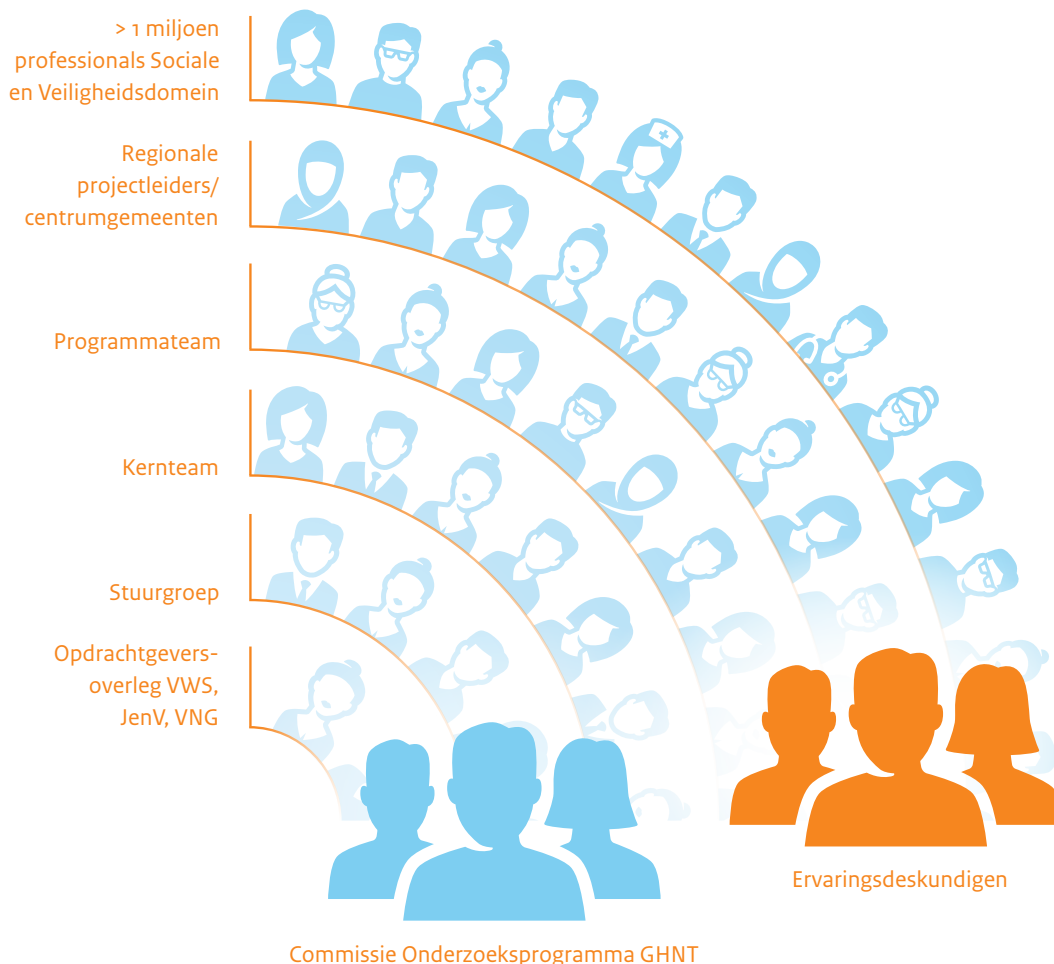 > 1 miljoen
professionals Sociale
en Veiligheidsdomein
Regionale
projectleiders/
centrumgemeenten
Programmateam
Kernteam
Stuurgroep
Opdrachtgevers-
overleg VWS,
JenV, VNG
Ervaringsdeskundigen
Commissie Onderzoeksprogramma GHNT